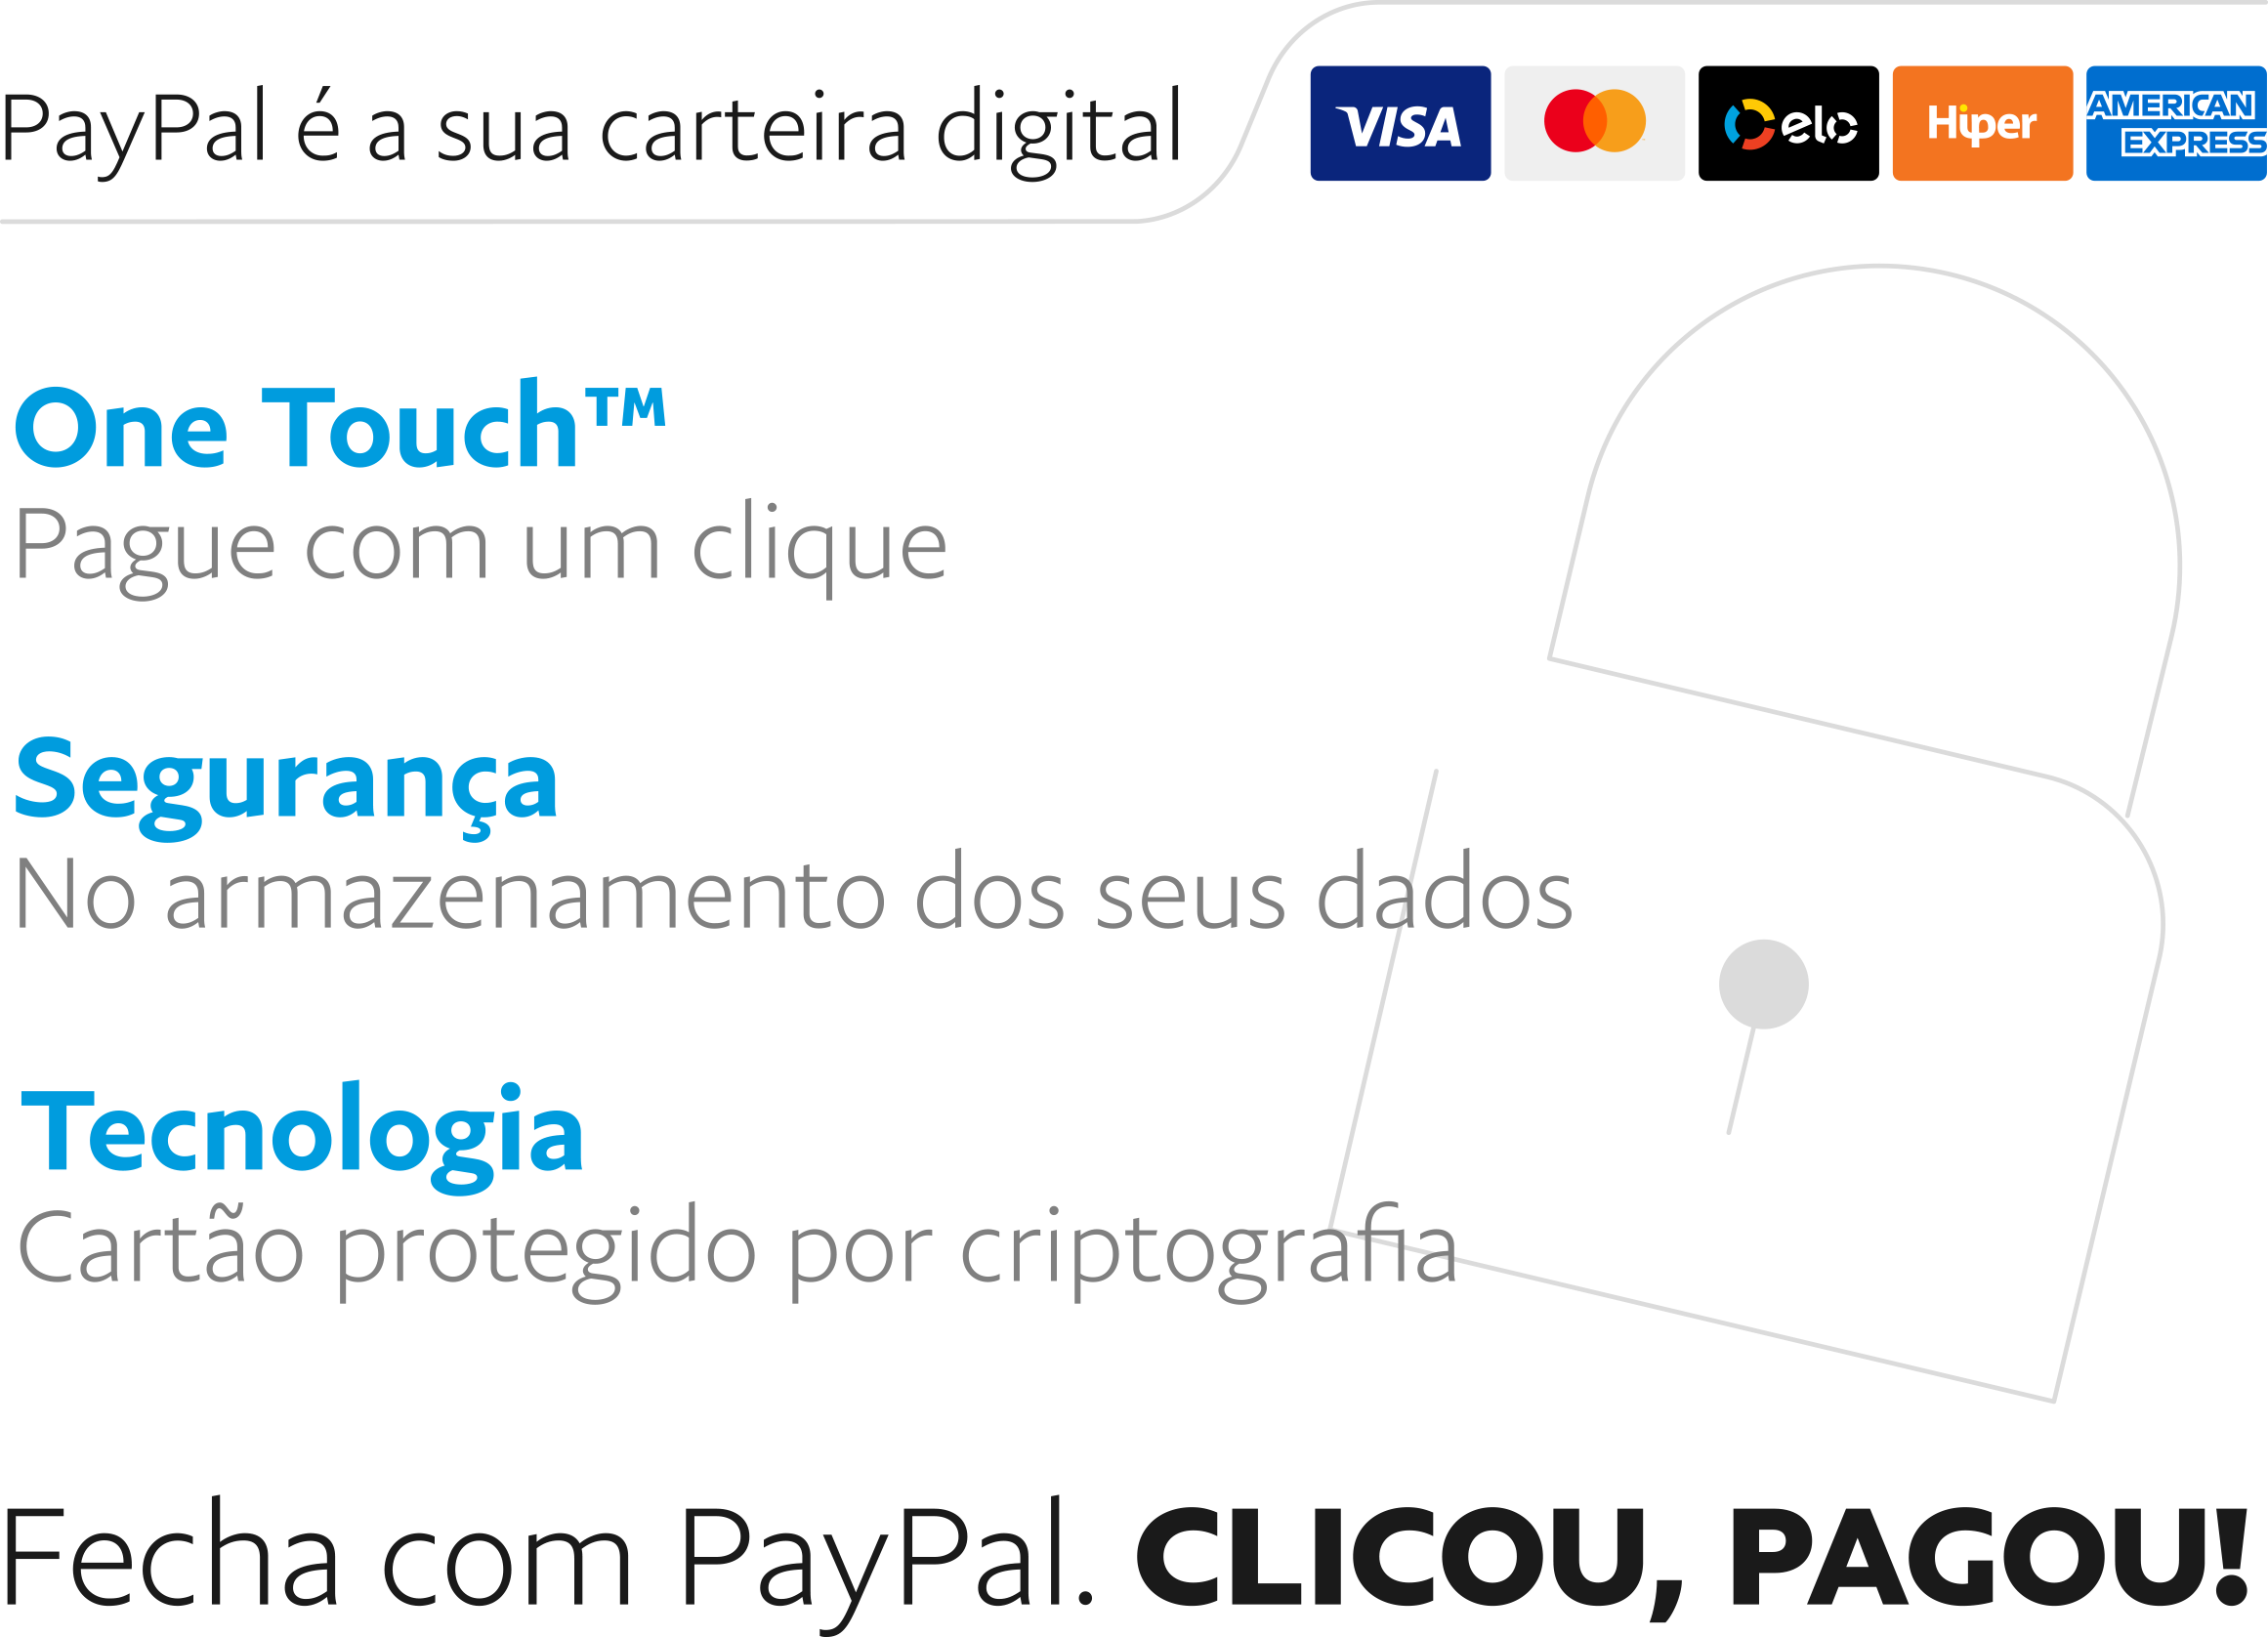 PayPal é a sua carteira digital
VISA
elo
Hiper
AMERICAN
EXPRESS
One Touch™
Pague com um clique
Segurança
No armazenamento dos seus dados
Tecnologia
Cartão protegido por criptografia
Fecha com PayPal. CLICOU, PAGOU!